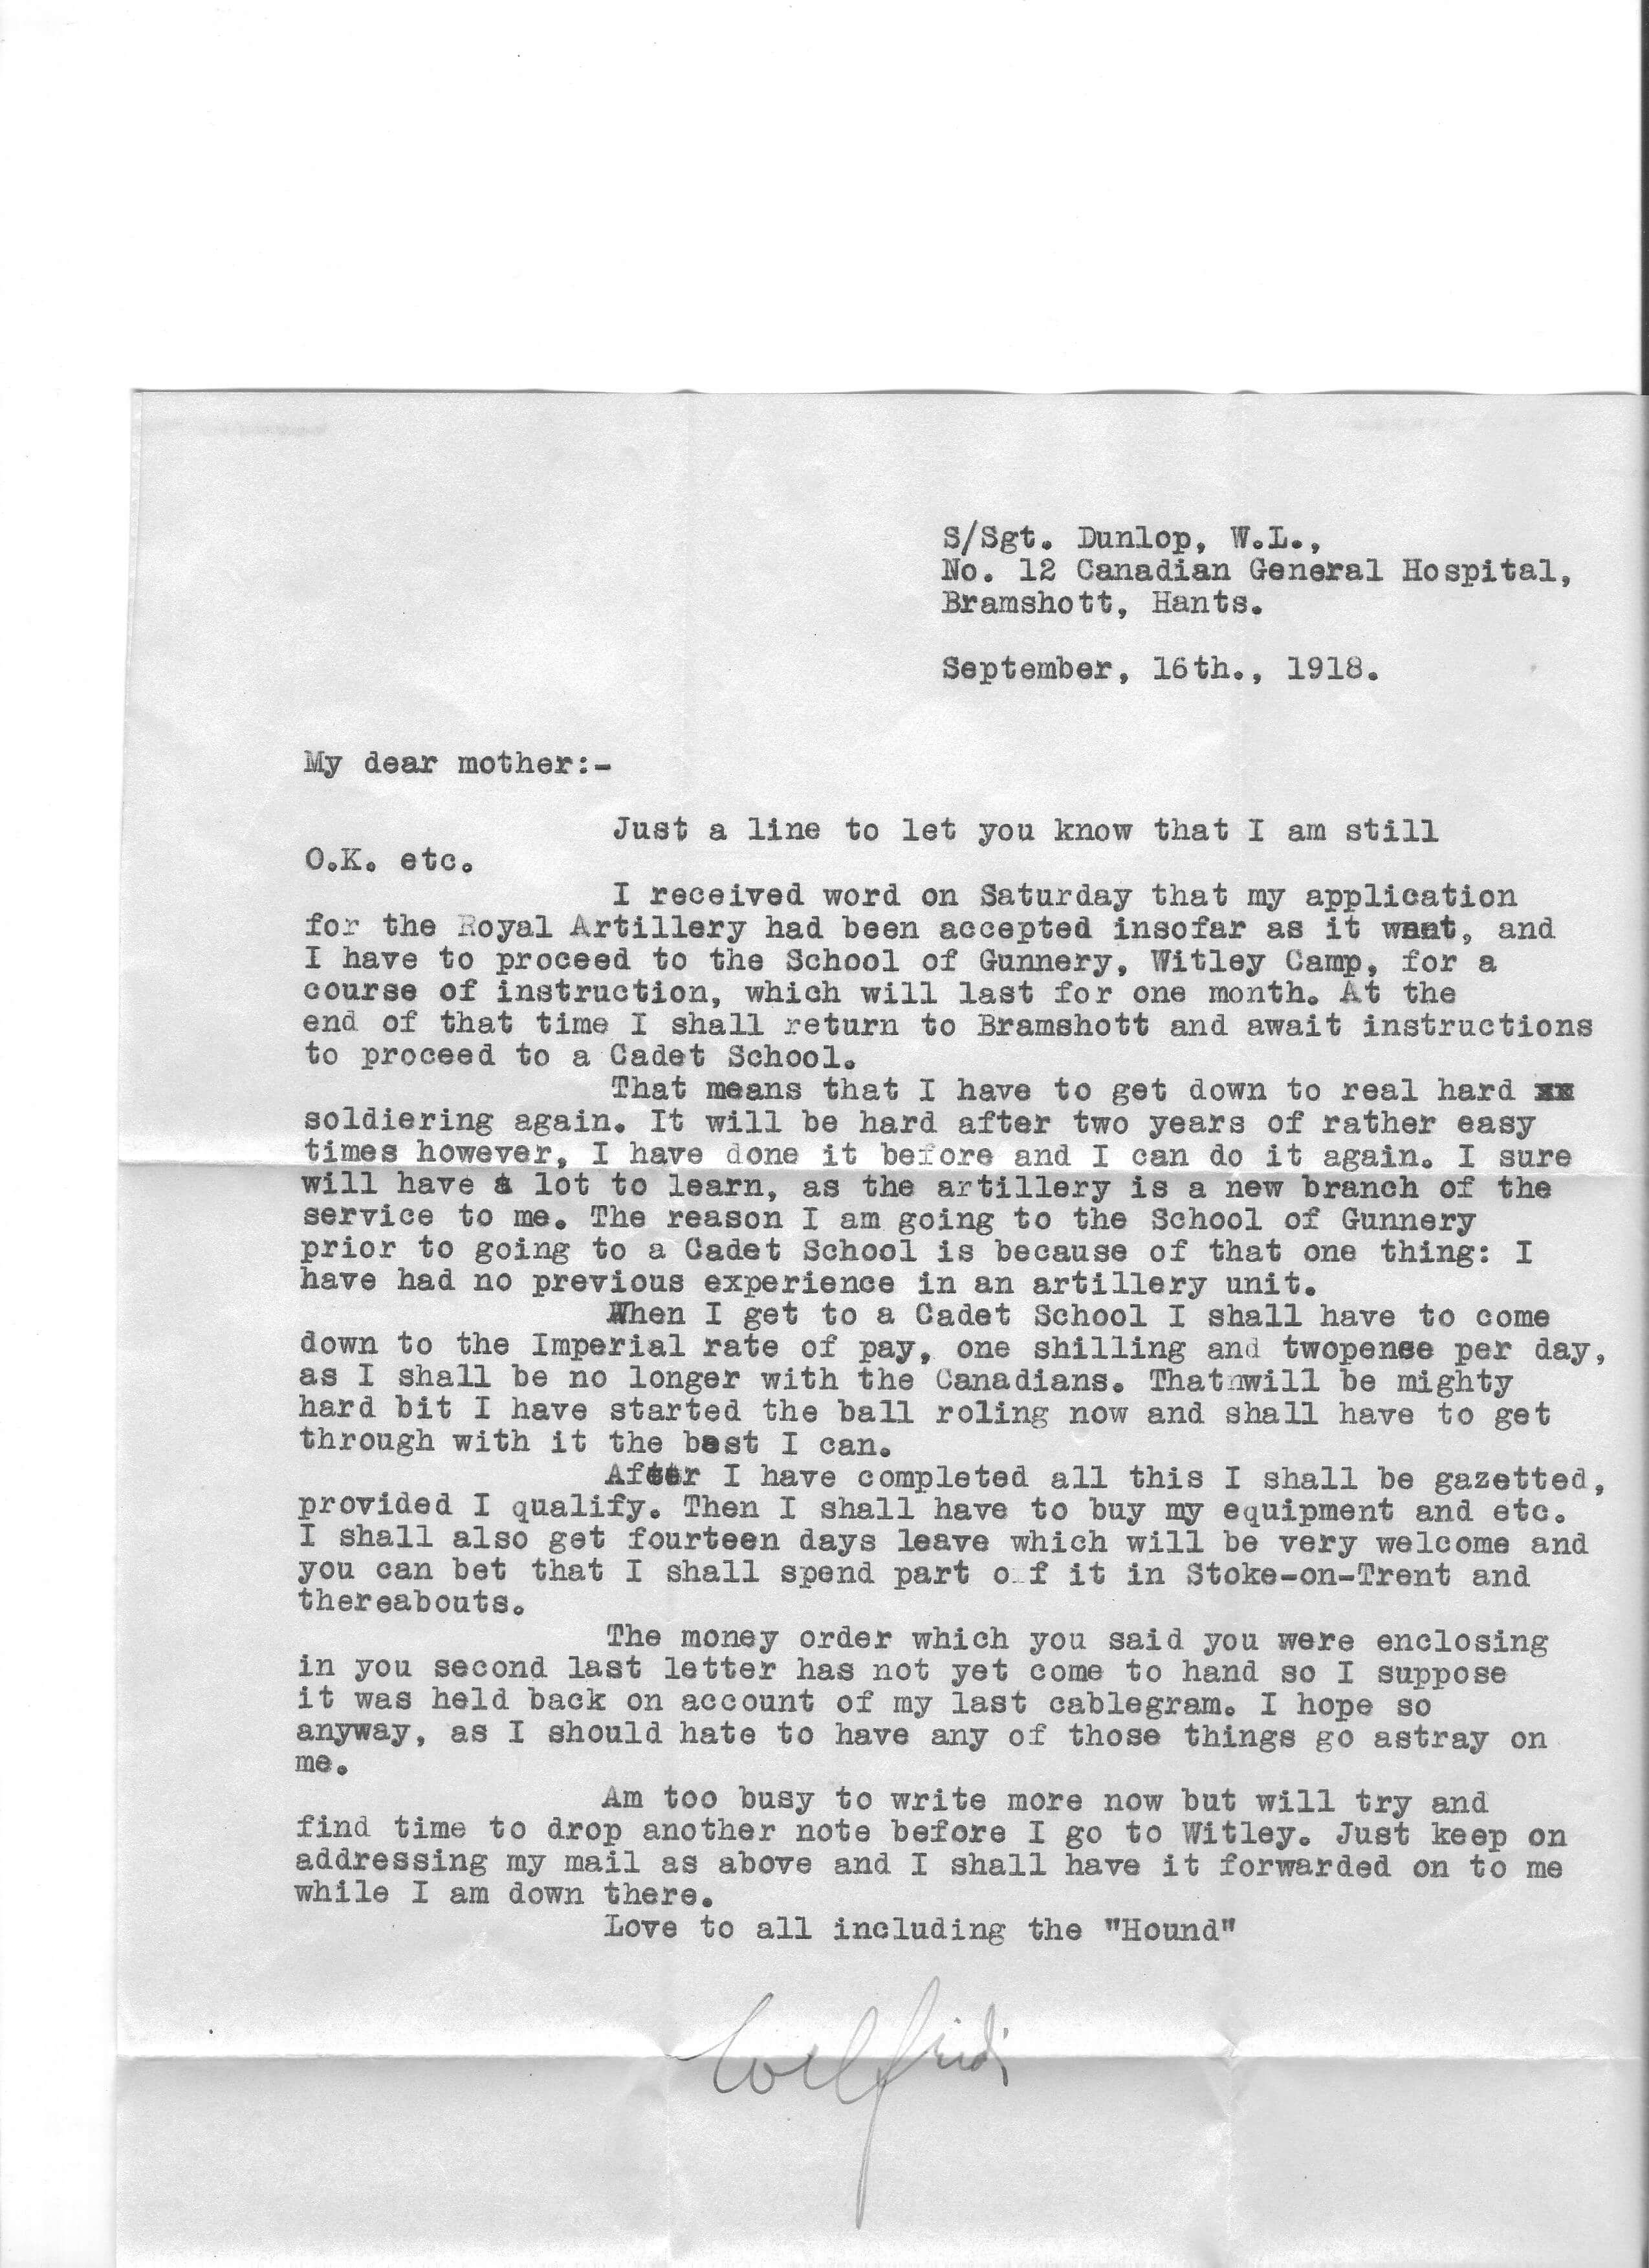 S/Sgt. Dunlop, W.L.,
No. 12 Canadian General Hospital,
Bramshott, Hants.
September, 16th., 1918.
My dear mother:-
Just a line to let you know that I am still
O.K. etc.
I received word on Saturday that my application
for the Royal Artillery had been accepted insofar as it went, and
I have to proceed to the School of Gunnery, Witley Camp, for a
course of instruction, which will last for one month. At the
end of that time I shall return to Bramshott and await instructions
to proceed to a Cadet School.
That means that I have to get down to real hard xx
soldiering again. It will be hard after two years of rather easy
times however, I have done it before and I can do it again. I sure
will have a lot to learn, as the artillery is a new branch of the
service to me. The reason I am going to the School of Gunnery
prior to going to a Cadet School is because of that one thing: I
have had no previous experience in an artillery unit.
When I get to a Cadet School I shall have to come
down to the Imperial rate of pay, one shilling and twopence per day,
as I shall be no longer with the Canadians. Thatnwill be mighty
hard bit I have started the ball roling now and shall have to get
through with it the best I can.
After I have completed all this I shall be gazetted,
provided I qualify. Then I shall have to buy my equipment and etc.
I shall also get fourteen days leave which will be very welcome and
you can bet that I shall spend part o f it in Stoke-on-Trent and
thereabouts.
The money order which you said you were enclosing
in you second last letter has not yet come to hand so I suppose
it was held back on account of my last cablegram. I hope so
anyway, as I should hate to have any of those things go astray on
me.
Am too busy to write more now but will try and
find time to drop another note before I go to Witley. Just keep on
addressing my mail as above and I shall have it forwarded on to me
while I am down there.
Love to all including the "Hound"
Wilfrid